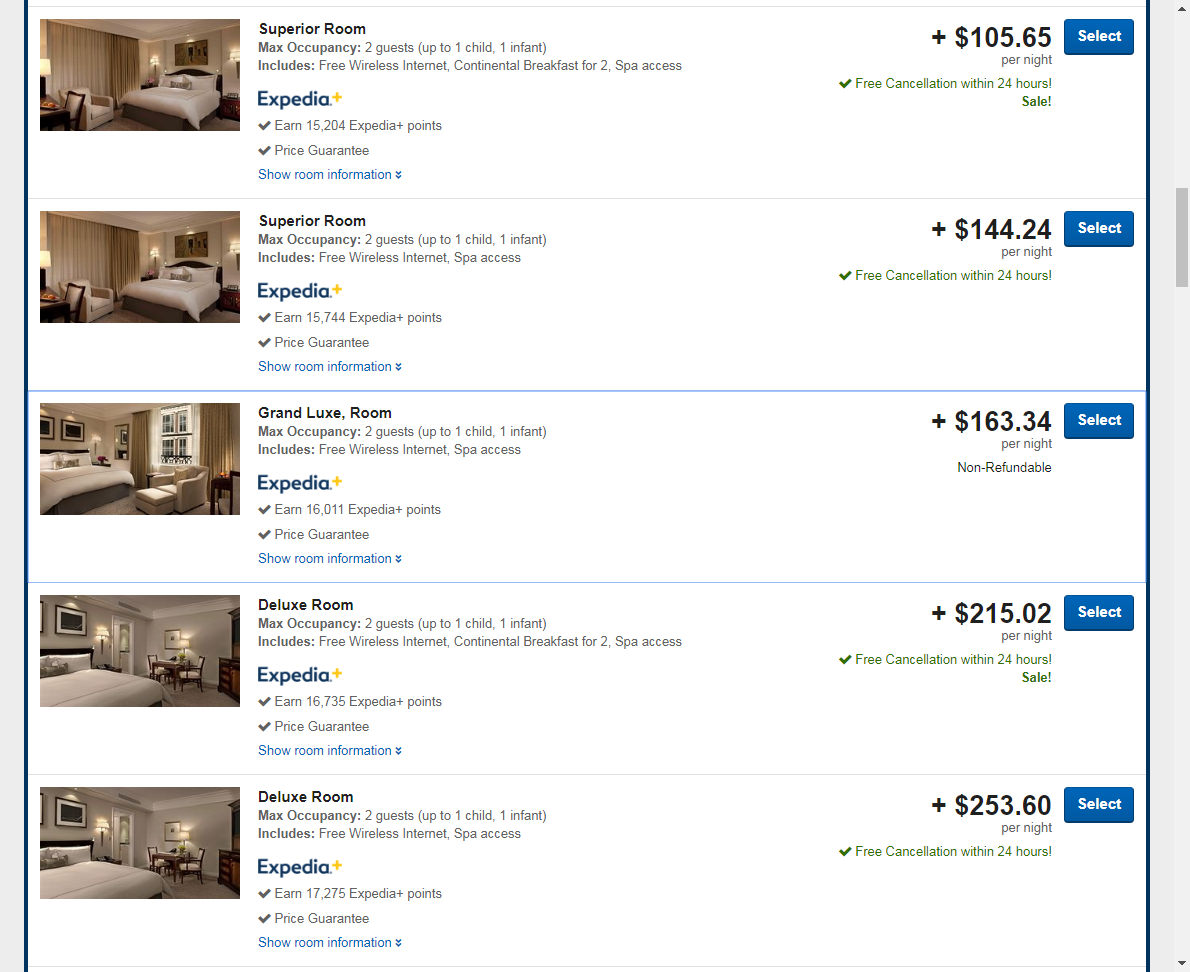 Superior Room
Max Occupancy: 2 guests (up to 1 child, 1 infant)
Includes: Free Wireless Internet, Continental Breakfast for 2, Spa access
Expedia+
Earn 15,204 Expedia+ points
Price Guarantee
Show room information
+ $105.65
per night
Free Cancellation within 24 hours!
Sale!
Select
Superior Room
Max Occupancy: 2 guests (up to 1 child, 1 infant)
Includes: Free Wireless Internet, Spa access
Expedia+
Earn 15,744 Expedia+ points
Price Guarantee
Show room information
+ $144.24
per night
Free Cancellation within 24 hours!
Select
Grand Luxe, Room
Max Occupancy: 2 guests (up to 1 child, 1 infant)
Includes: Free Wireless Internet, Spa access
Expedia+
Earn 16,011 Expedia+ points
Price Guarantee
Show room information
+ $163.34
per night
Non-Refundable
Select
Deluxe Room
Max Occupancy: 2 guests (up to 1 child, 1 infant)
Includes: Free Wireless Internet, Continental Breakfast for 2, Spa access
Expedia+
Earn 16,735 Expedia+ points
Price Guarantee
Show room information
+ $215.02
per night
Free Cancellation within 24 hours!
Sale!
Select
Deluxe Room
Max Occupancy: 2 guests (up to 1 child, 1 infant)
Includes: Free Wireless Internet, Spa access
Expedia+
Earn 17,275 Expedia+ points
Price Guarantee
Show room information
+ $253.60
per night
Free Cancellation within 24 hours!
Select